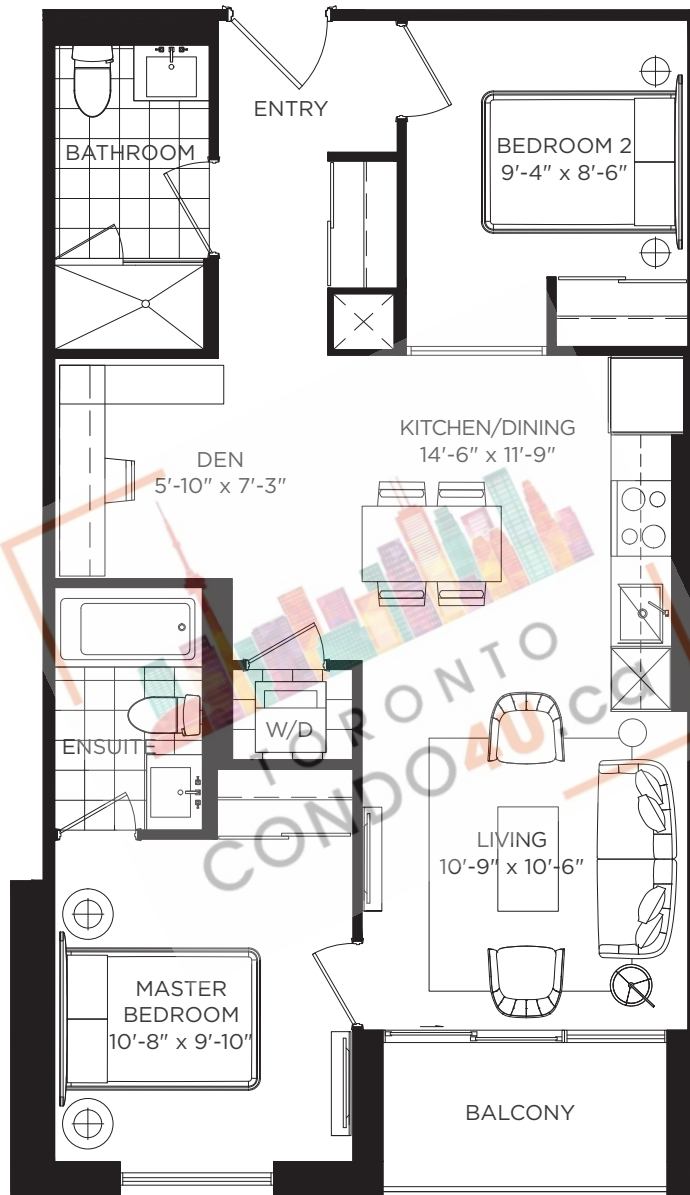 ENTRY
BATHROOM
BEDROOM 2
9'-4" x 8'-6"
KITCHEN/DINING
14'-6" x 11'-9"
DEN
5'-10" x 7'-3"
TORONTO
CONDO4U.ca
W/D
ENSUITE
LIVING
10'-9" x 10'-6"
MASTER
BEDROOM
10'-8" x 9'-10"
BALCONY